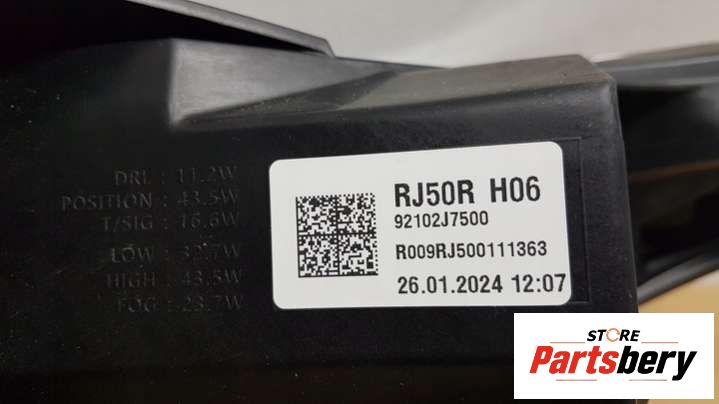 DRL : 11.2W
POSITION : 43.5W
T/SIG : 16.6W
LOW : 32.7W
HIGH : 43.5W
FOG : 23.7W
RJ50R H06
92102J7500
R009RJ500111363
26.01.2024 12:07
STORE
Partsbery